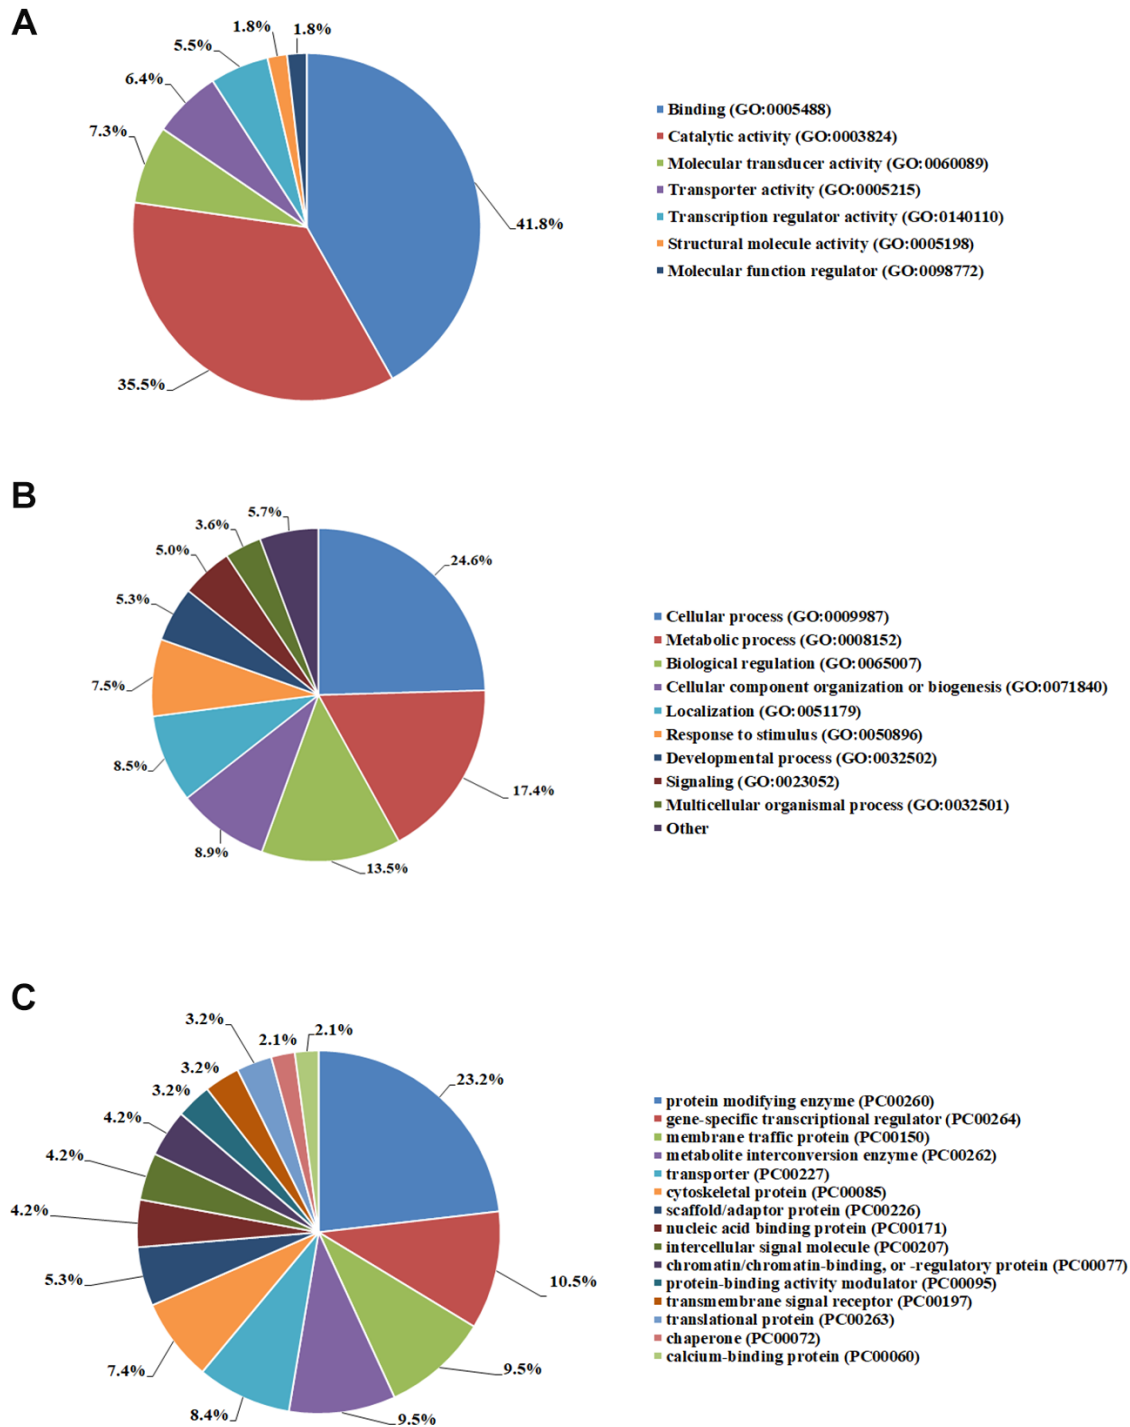 A
1.8%
1.8%
5.5%
6.4%
7.3%
41.8%
35.5%
Binding (GO:0005488)
Catalytic activity (GO:0003824)
Molecular transducer activity (GO:0060089)
Transporter activity (GO:0005215)
Transcription regulator activity (GO:0140110)
Structural molecule activity (GO:0005198)
Molecular function regulator (GO:0098772)
B
5.7%
3.6%
5.0%
24.6%
5.3%
7.5%
8.5%
17.4%
8.9%
13.5%
Cellular process (GO:0009987)
Metabolic process (GO:0008152)
Biological regulation (GO:0065007)
Cellular component organization or biogenesis (GO:0071840)
Localization (GO:0051179)
Response to stimulus (GO:0050896)
Developmental process (GO:0032502)
Signaling (GO:0023052)
Multicellular organismal process (GO:0032501)
Other
C
3.2%
2.1%
2.1%
3.2%
23.2%
3.2%
4.2%
4.2%
4.2%
5.3%
10.5%
7.4%
9.5%
8.4%
9.5%
protein modifying enzyme (PC00260)
gene-specific transcriptional regulator (PC00264)
membrane traffic protein (PC00150)
metabolite interconversion enzyme (PC00262)
transporter (PC00227)
cytoskeletal protein (PC00085)
scaffold/adaptor protein (PC00226)
nucleic acid binding protein (PC00171)
intercellular signal molecule (PC00207)
chromatin/chromatin-binding, or -regulatory protein (PC00077)
protein-binding activity modulator (PC00095)
transmembrane signal receptor (PC00197)
translational protein (PC00263)
chaperone (PC00072)
calcium-binding protein (PC00060)